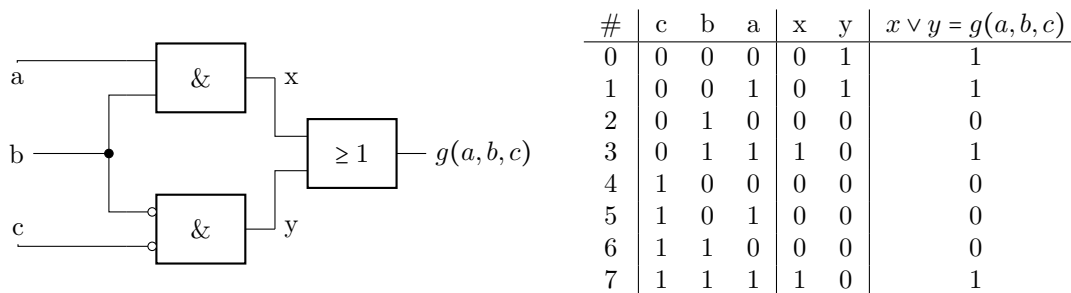 a
b
c
&
&
x
y
≥ 1
g(a, b, c)
# c b a x y x ∨ y = g(a, b, c)
0 0 0 0 0 1 1
1 0 0 1 0 1 1
2 0 1 0 0 0 0
3 0 1 1 1 0 1
4 1 0 0 0 0 0
5 1 0 1 0 0 0
6 1 1 0 0 0 0
7 1 1 1 1 0 1